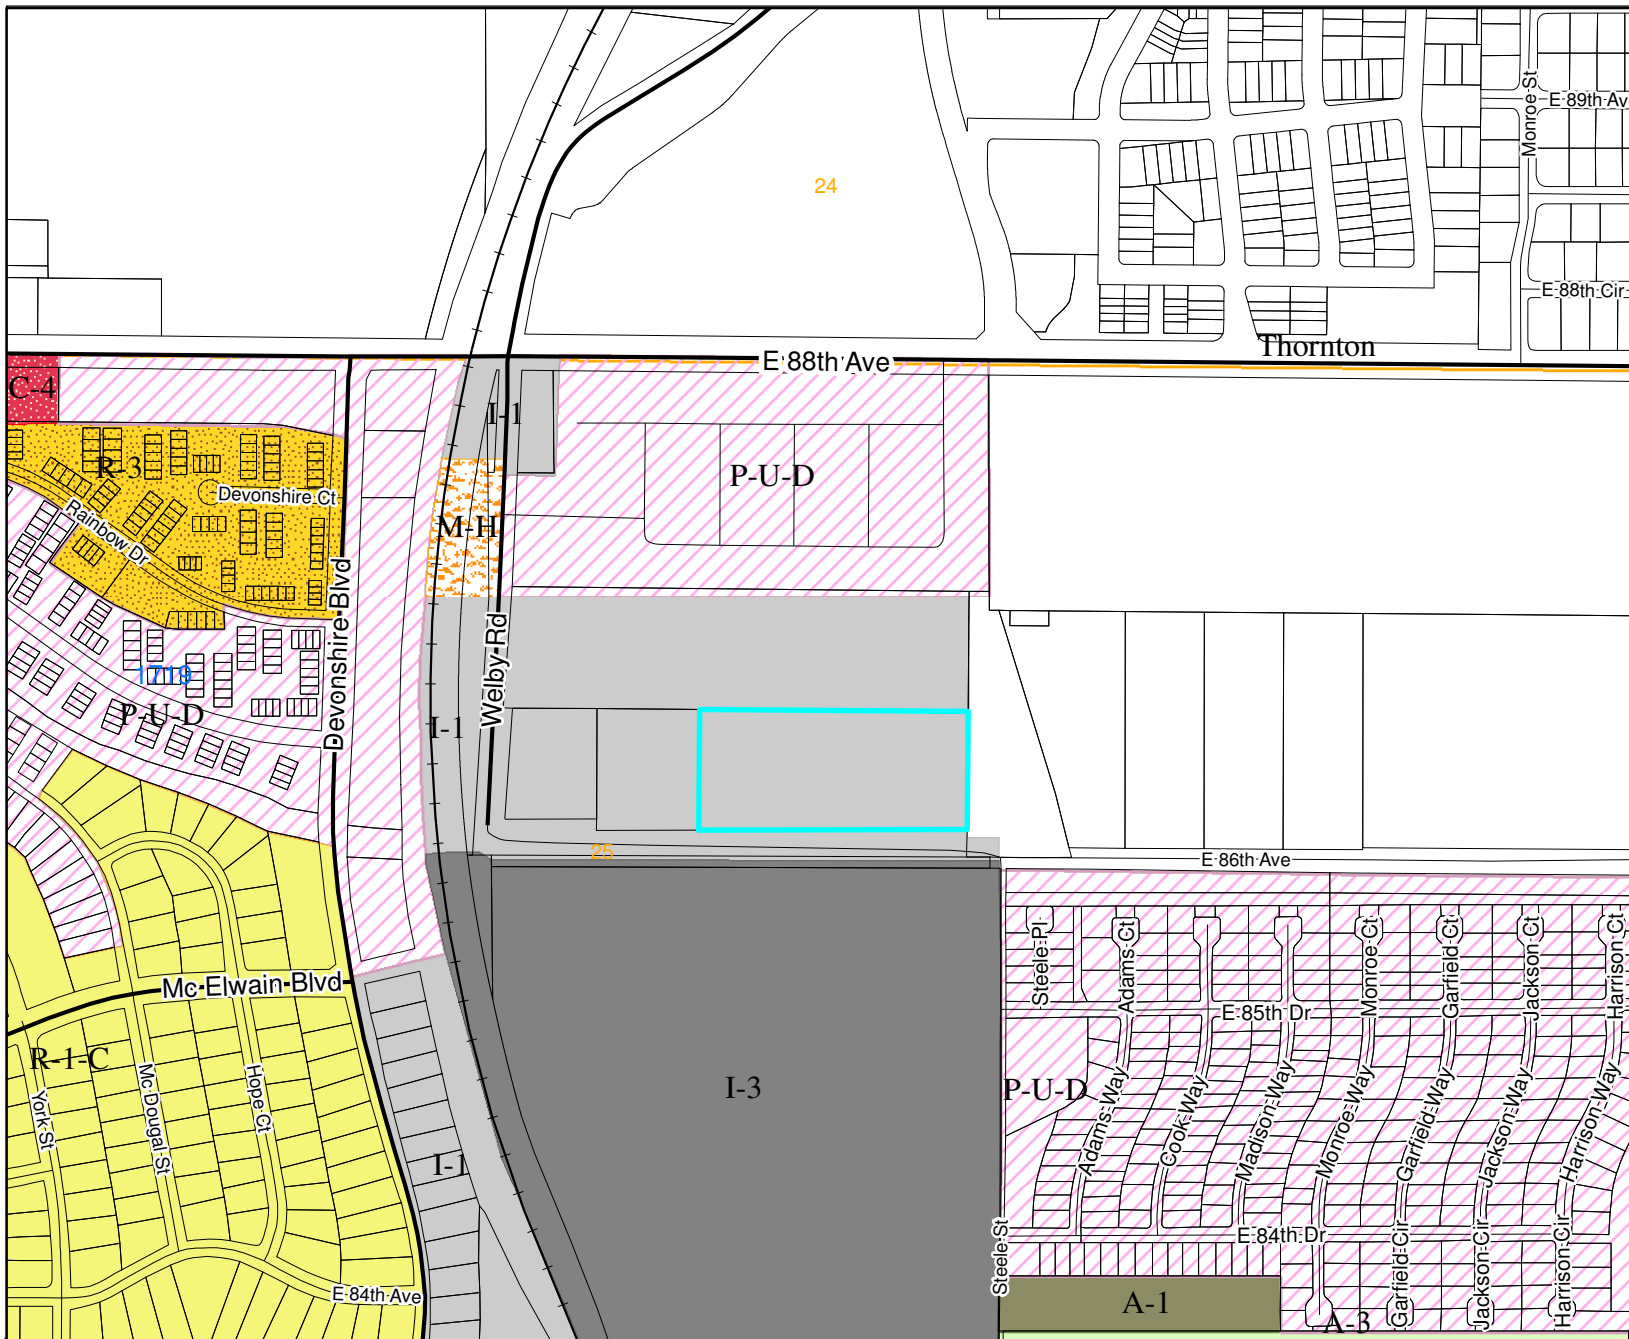 24
Monroe St
E 89th Av
E 88th Cir
Thornton
E 88th Ave
C-4
I-1
R-3
P-U-D
Devonshire Ct
Rainbow Dr
M-H
Devonshire Blvd
Welby Rd
1719
P-U-D
I-1
25
E 86th Ave
Steele Pl
Adams Ct
Monroe Ct
Garfield Ct
Jackson Ct
Harrison Ct
Mc Elwain Blvd
E 85th Dr
R-1-C
I-3
P-U-D
York St
Mc Dougal St
Hope Ct
Adams Way
Cook Way
Madison Way
Monroe Way
Garfield Way
Jackson Way
Harrison Way
I-1
Steele St
E 84th Dr
Garfield Cir
Jackson Cir
Harrison Cir
E 84th Ave
A-1
A-3